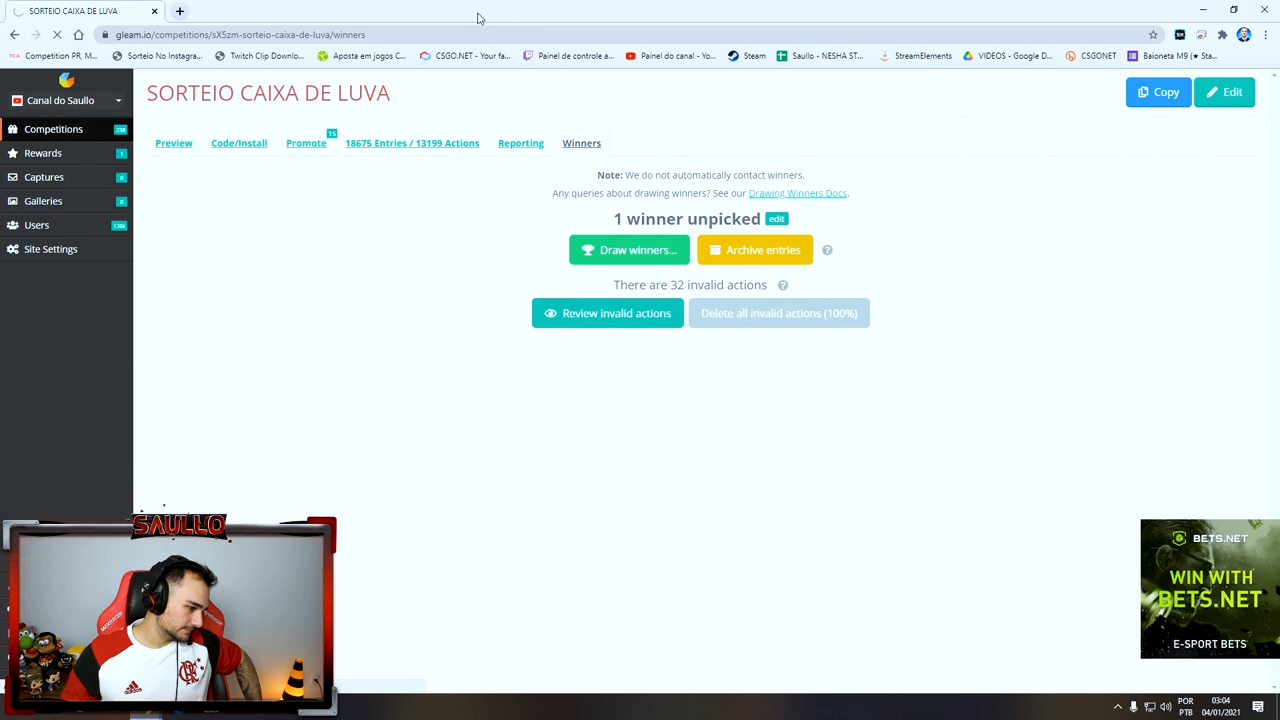 SORTEIO CAIXA DE LUVA
gleam.io/competitions/sX5zm-sorteio-caixa-de-luva/winners
Competition PR, M...
Sorteio No Instagra...
Twitch Clip Downlo...
Aposta em jogos C...
CSGO.NET - Your fa...
Painel de controle a...
Painel do canal - Yo...
Steam
Saullo - NESHA ST...
StreamElements
VIDEOS - Google D...
CSGONET
Baioneta M9 (★ Sta...
Canal do Saullo
SORTEIO CAIXA DE LUVA
Copy
Edit
Competitions
Rewards 1
Captures 0
Galleries 0
Users
Site Settings
Preview
Code/Install
Promote 15
18675 Entries / 13199 Actions
Reporting
Winners
Note: We do not automatically contact winners.
Any queries about drawing winners? See our Drawing Winners Docs.
1 winner unpicked edit
Draw winners...
Archive entries
?
There are 32 invalid actions ?
Review invalid actions
Delete all invalid actions (100%)
SAULLO
adidas
BETS.NET
WIN WITH
BETS.NET
E-SPORT BETS
POR
PTB
03:04
04/01/2021